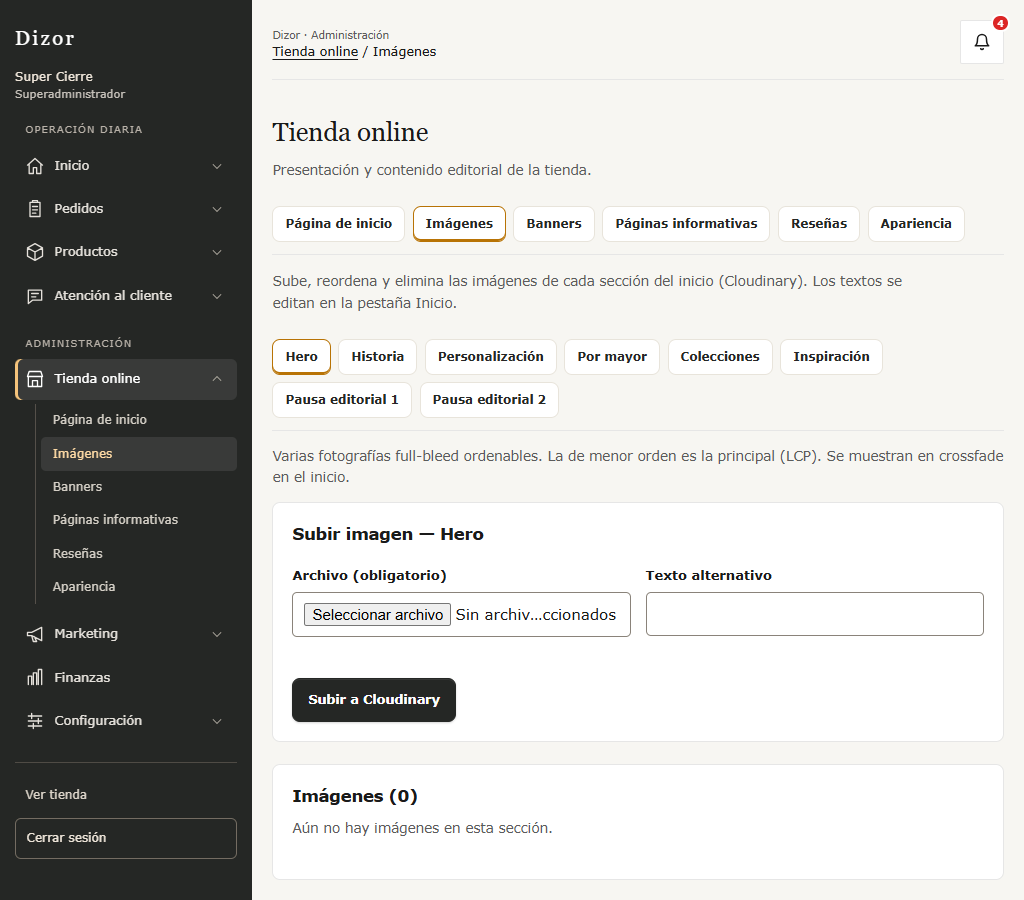 Dizor
Super Cierre
Superadministrador
OPERACIÓN DIARIA
Inicio
Pedidos
Productos
Atención al cliente
ADMINISTRACIÓN
Tienda online
Página de inicio
Imágenes
Banners
Páginas informativas
Reseñas
Apariencia
Marketing
Finanzas
Configuración
Ver tienda
Cerrar sesión
Dizor · Administración
Tienda online / Imágenes
4
Tienda online
Presentación y contenido editorial de la tienda.
Página de inicio Imágenes Banners Páginas informativas Reseñas Apariencia
Sube, reordena y elimina las imágenes de cada sección del inicio (Cloudinary). Los textos se
editan en la pestaña Inicio.
Hero Historia Personalización Por mayor Colecciones Inspiración
Pausa editorial 1 Pausa editorial 2
Varias fotografías full-bleed ordenables. La de menor orden es la principal (LCP). Se muestran en crossfade
en el inicio.
Subir imagen — Hero
Archivo (obligatorio) Texto alternativo
Seleccionar archivo Sin archiv...ccionados
Subir a Cloudinary
Imágenes (0)
Aún no hay imágenes en esta sección.